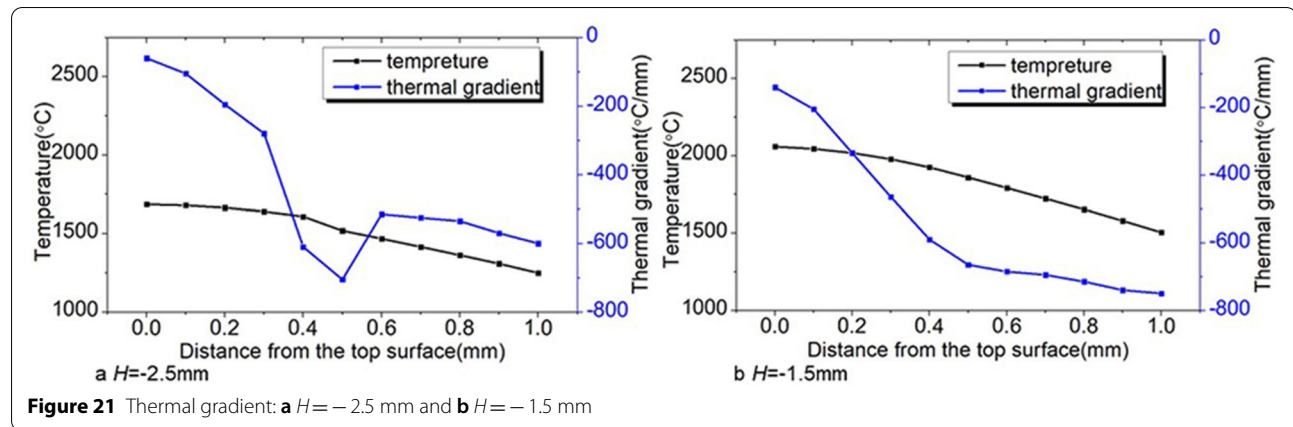 tempreture
thermal gradient
Temperature(°C)
2500
2000
1500
1000
0
-200
-400
-600
-800
Thermal gradient(°C/mm)
0.0 0.2 0.4 0.6 0.8 1.0
Distance from the top surface(mm)
a H=-2.5mm
tempreture
thermal gradient
Temperature(°C)
2500
2000
1500
1000
0
-200
-400
-600
-800
Thermal gradient(°C/mm)
0.0 0.2 0.4 0.6 0.8 1.0
Distance from the top surface(mm)
b H=-1.5mm
Figure 21 Thermal gradient: a H = − 2.5 mm and b H = − 1.5 mm